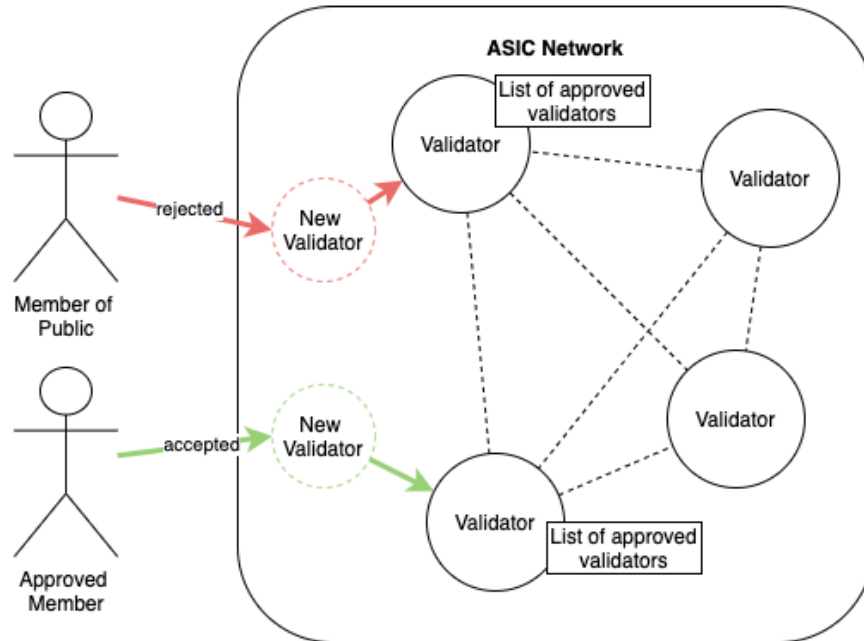 ASIC Network
List of approved
validators
Validator
Validator
rejected
New
Validator
Member of
Public
accepted
New
Validator
Validator
Validator
List of approved
validators
Approved
Member